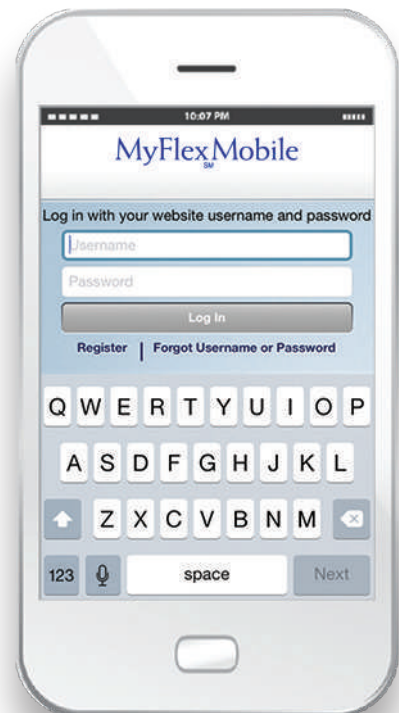 10:07 PM
MyFlexMobile
SM
Log in with your website username and password
Username
Password
Log In
Register | Forgot Username or Password
Q W E R T Y U I O P
A S D F G H J K L
Z X C V B N M
123 space Next